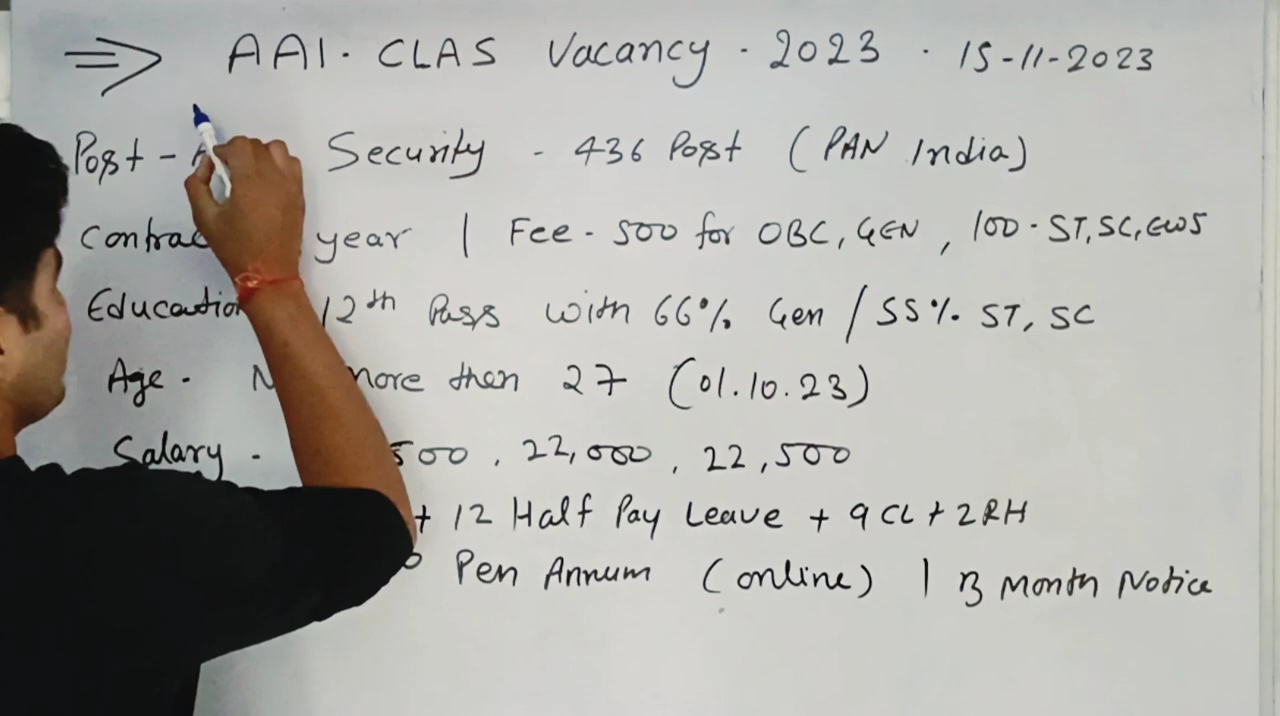 ⇒ AAI. CLAS Vacancy. 2023. 15-11-2023
Post - Security - 436 Post (PAN India)
Contrac year | Fee - 500 for OBC, GEN, 100 - ST, SC, EWS
Education 12th Pass with 66% Gen / 55% ST, SC
Age - more then 27 (01.10.23)
Salary - 500, 22,000, 22,500
+ 12 Half Pay Leave + 9 CL + 2 RH
Pen Annum (online) | 3 Month Notice